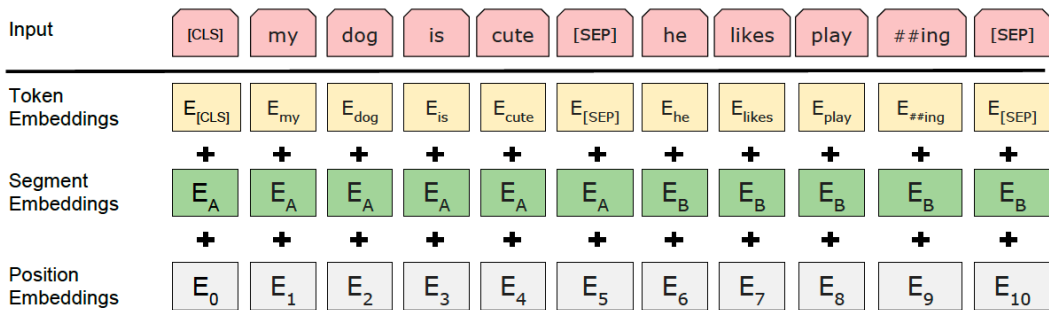 Input [CLS] my dog is cute [SEP] he likes play ##ing [SEP]
Token Embeddings E[CLS] Emy Edog Eis Ecute E[SEP] Ehe Elikes Eplay E##ing E[SEP]
+ + + + + + + + + + +
Segment Embeddings EA EA EA EA EA EA EB EB EB EB EB
+ + + + + + + + + + +
Position Embeddings E0 E1 E2 E3 E4 E5 E6 E7 E8 E9 E10